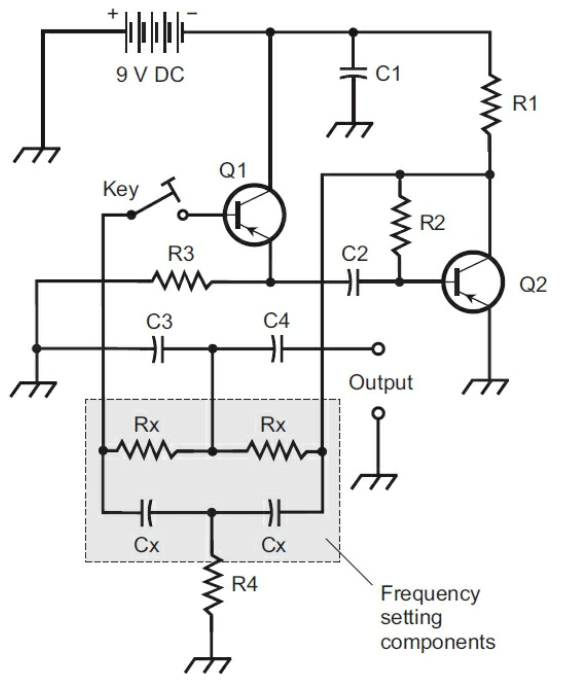 + −
9 V DC
C1
R1
Q1
Key
R2
R3
C2
Q2
C3
C4
Output
Rx
Rx
Cx
Cx
R4
Frequency
setting
components